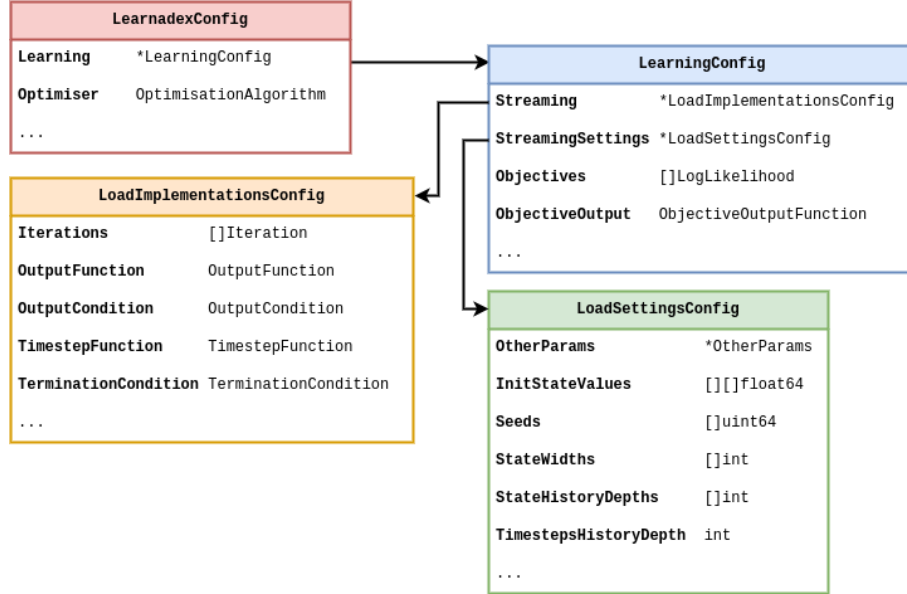 LearnadexConfig
Learning *LearningConfig
Optimiser OptimisationAlgorithm
...
LearningConfig
Streaming *LoadImplementationsConfig
StreamingSettings *LoadSettingsConfig
Objectives []LogLikelihood
ObjectiveOutput ObjectiveOutputFunction
...
LoadImplementationsConfig
Iterations []Iteration
OutputFunction OutputFunction
OutputCondition OutputCondition
TimestepFunction TimestepFunction
TerminationCondition TerminationCondition
...
LoadSettingsConfig
OtherParams *OtherParams
InitStateValues [][]float64
Seeds []uint64
StateWidths []int
StateHistoryDepths []int
TimestepsHistoryDepth int
...